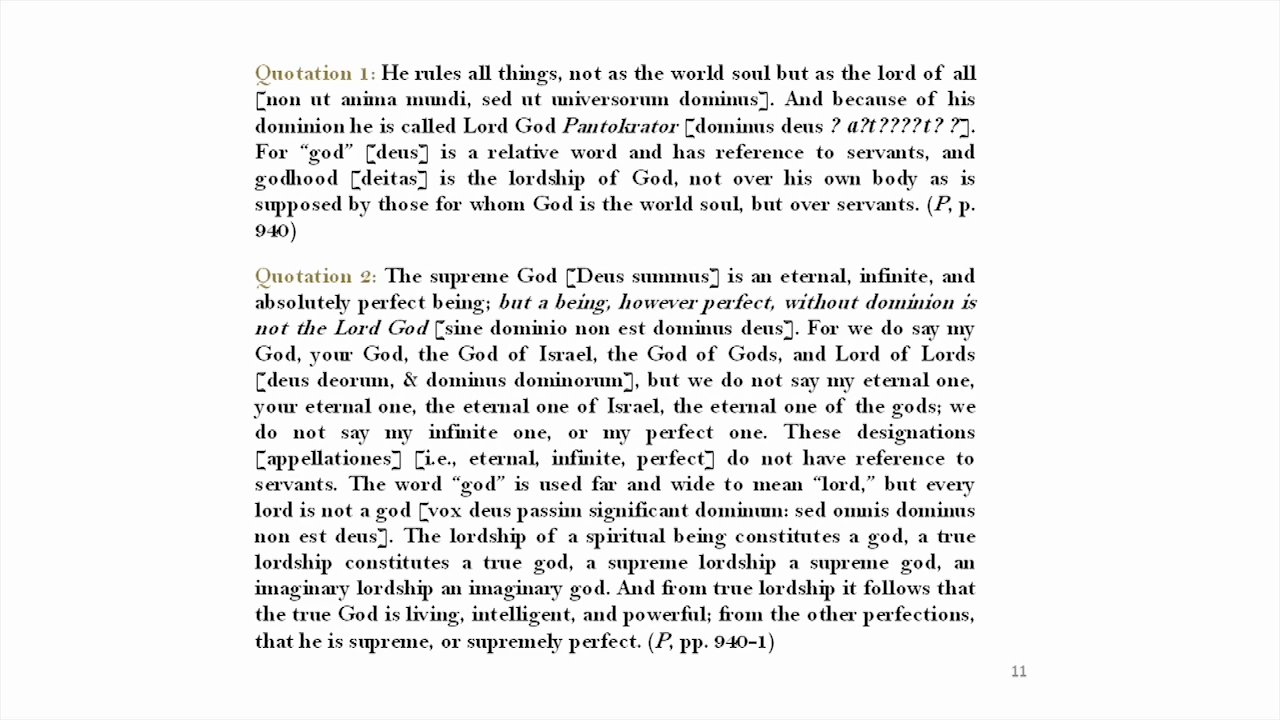 Quotation 1: He rules all things, not as the world soul but as the lord of all
[non ut anima mundi, sed ut universorum dominus]. And because of his
dominion he is called Lord God Pantokrator [dominus deus ? a?t????t? ?].
For “god” [deus] is a relative word and has reference to servants, and
godhood [deitas] is the lordship of God, not over his own body as is
supposed by those for whom God is the world soul, but over servants. (P, p.
940)
Quotation 2: The supreme God [Deus summus] is an eternal, infinite, and
absolutely perfect being; but a being, however perfect, without dominion is
not the Lord God [sine dominio non est dominus deus]. For we do say my
God, your God, the God of Israel, the God of Gods, and Lord of Lords
[deus deorum, & dominus dominorum], but we do not say my eternal one,
your eternal one, the eternal one of Israel, the eternal one of the gods; we
do not say my infinite one, or my perfect one. These designations
[appellationes] [i.e., eternal, infinite, perfect] do not have reference to
servants. The word “god” is used far and wide to mean “lord,” but every
lord is not a god [vox deus passim significant dominum: sed omnis dominus
non est deus]. The lordship of a spiritual being constitutes a god, a true
lordship constitutes a true god, a supreme lordship a supreme god, an
imaginary lordship an imaginary god. And from true lordship it follows that
the true God is living, intelligent, and powerful; from the other perfections,
that he is supreme, or supremely perfect. (P, pp. 940–1)
11